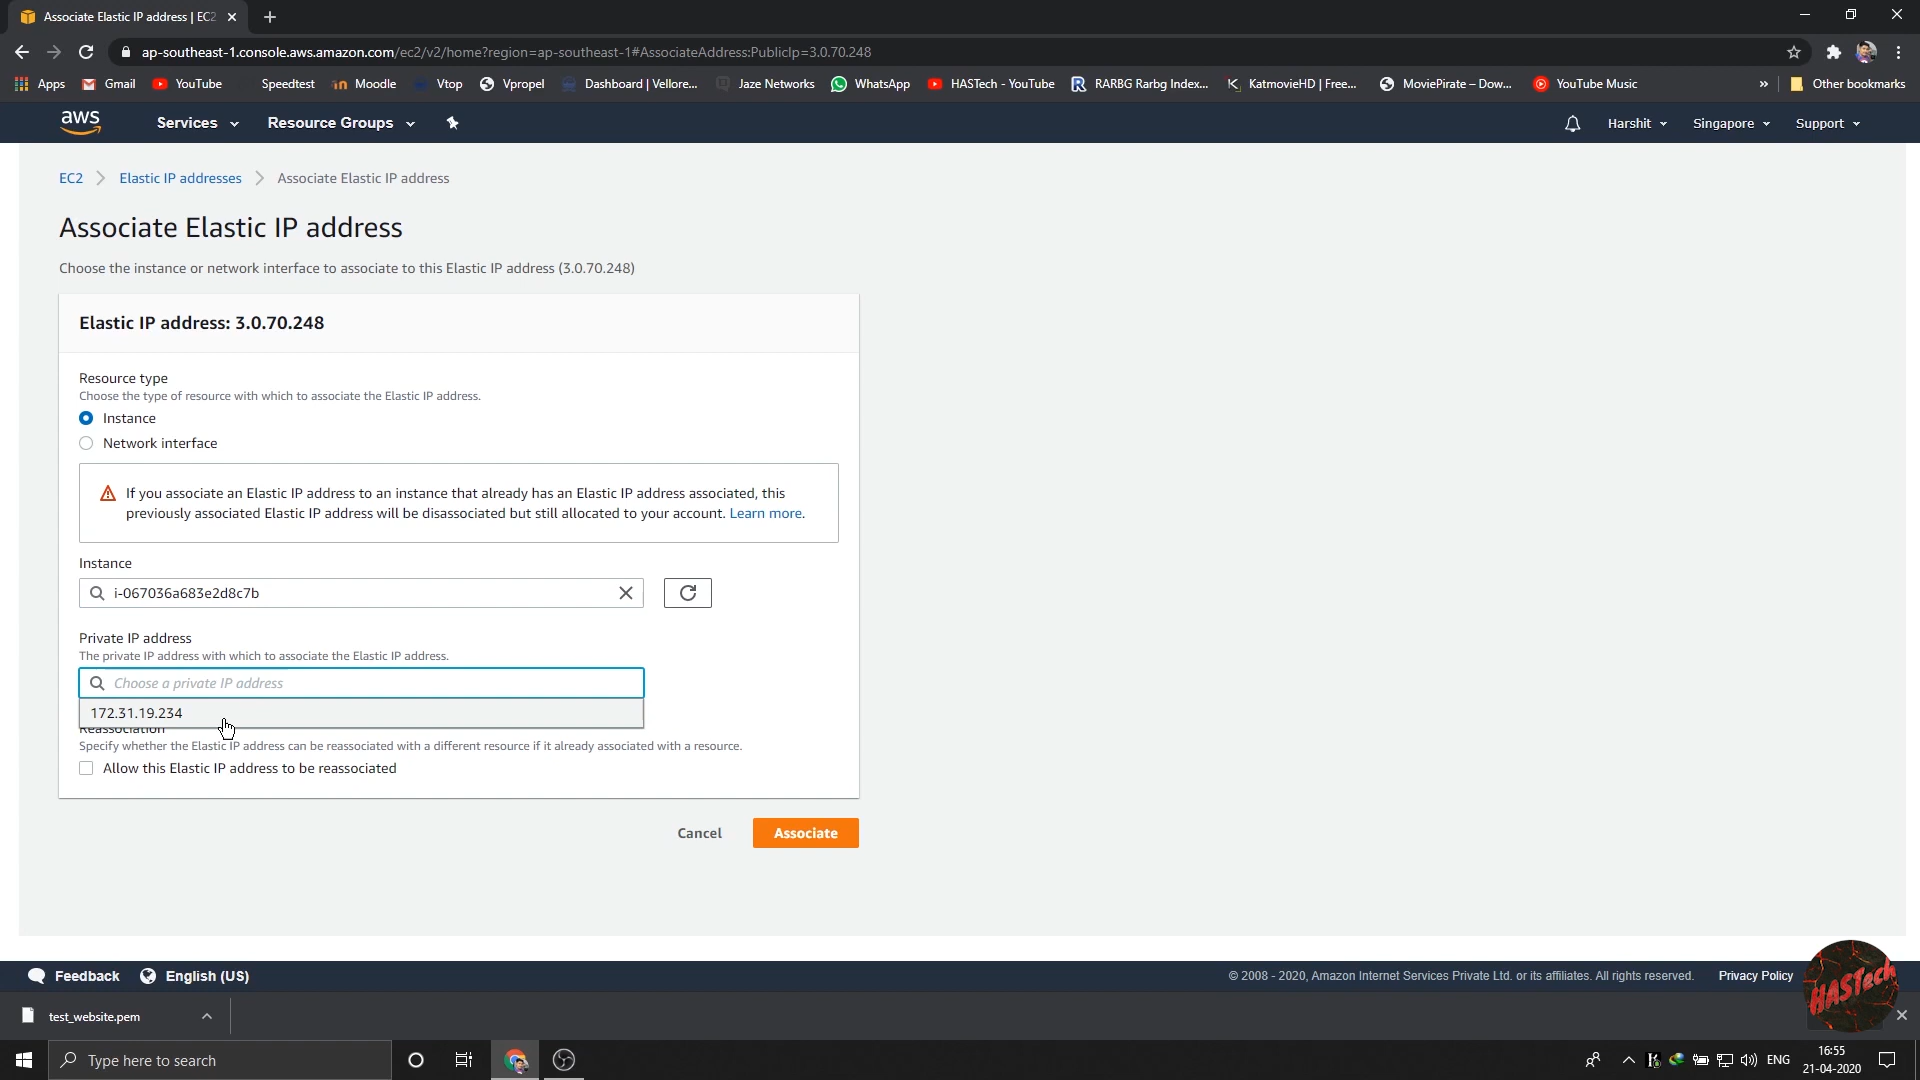 Associate Elastic IP address | EC2
ap-southeast-1.console.aws.amazon.com/ec2/v2/home?region=ap-southeast-1#AssociateAddress:PublicIp=3.0.70.248
Apps Gmail YouTube Speedtest Moodle Vtop Vpropel Dashboard | Vellore... Jaze Networks WhatsApp HASTech - YouTube RARBG Rarbg Index... KatmovieHD | Free... MoviePirate – Dow... YouTube Music » Other bookmarks
aws Services Resource Groups Harshit Singapore Support
EC2 Elastic IP addresses Associate Elastic IP address
Associate Elastic IP address
Choose the instance or network interface to associate to this Elastic IP address (3.0.70.248)
Elastic IP address: 3.0.70.248
Resource type
Choose the type of resource with which to associate the Elastic IP address.
Instance
Network interface
If you associate an Elastic IP address to an instance that already has an Elastic IP address associated, this
previously associated Elastic IP address will be disassociated but still allocated to your account. Learn more.
Instance
i-067036a683e2d8c7b
Private IP address
The private IP address with which to associate the Elastic IP address.
Choose a private IP address
172.31.19.234
Reassociation
Specify whether the Elastic IP address can be reassociated with a different resource if it already associated with a resource.
Allow this Elastic IP address to be reassociated
Cancel Associate
Feedback English (US) © 2008 - 2020, Amazon Internet Services Private Ltd. or its affiliates. All rights reserved. Privacy Policy
HASTech
test_website.pem
Type here to search
ENG 16:55
21-04-2020